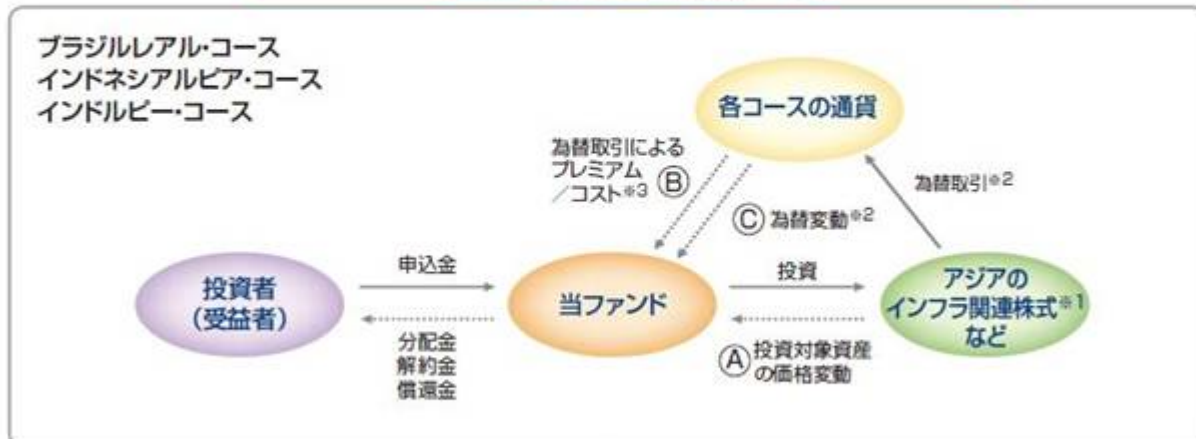 ブラジルレアル・コース
インドネシアルピア・コース
インドルピー・コース
各コースの通貨
為替取引による
プレミアム
／コスト※3 Ⓑ
Ⓒ 為替変動※2
為替取引※2
投資者
（受益者）
申込金
分配金
解約金
償還金
当ファンド
投資
Ⓐ 投資対象資産
の価格変動
アジアの
インフラ関連株式※1
など